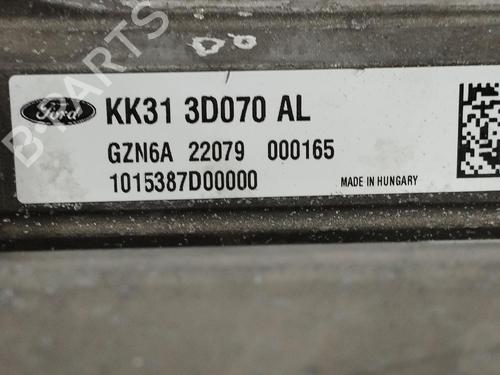 Ford
KK31 3D070 AL
GZN6A 22079 000165
1015387D00000
MADE IN HUNGARY
B-PARTS